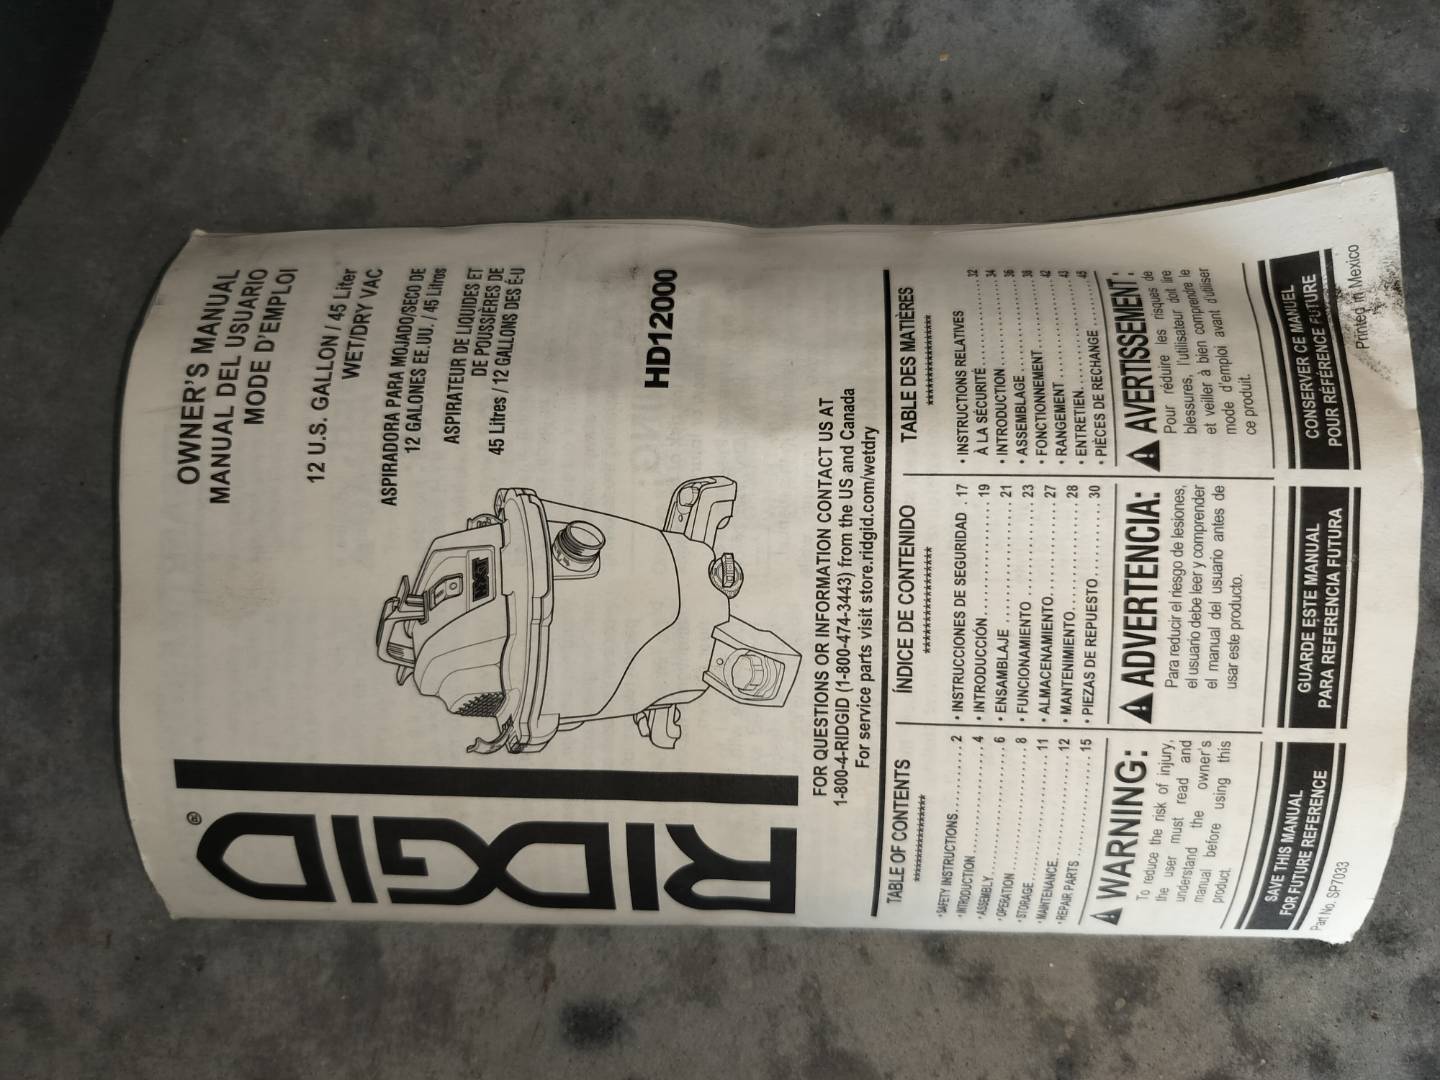 RIDGID®
OWNER'S MANUAL
MANUAL DEL USUARIO
MODE D'EMPLOI
12 U.S. GALLON / 45 Liter
WET/DRY VAC
ASPIRADORA PARA MOJADO/SECO DE
12 GALONES EE.UU. / 45 Litros
ASPIRATEUR DE LIQUIDES ET
DE POUSSIÈRES DE
45 Litres / 12 GALLONS DES É-U
HD12000
FOR QUESTIONS OR INFORMATION CONTACT US AT
1-800-4-RIDGID (1-800-474-3443) from the US and Canada
For service parts visit store.ridgid.com/wetdry
TABLE OF CONTENTS
********************
• SAFETY INSTRUCTIONS.........2
• INTRODUCTION................4
• ASSEMBLY....................6
• OPERATION...................8
• STORAGE....................11
• MAINTENANCE................12
• REPAIR PARTS...............15
⚠ WARNING:
To reduce the risk of injury,
the user must read and
understand the owner's
manual before using this
product.
SAVE THIS MANUAL
FOR FUTURE REFERENCE
Part No. SP7033
ÍNDICE DE CONTENIDO
********************
• INSTRUCCIONES DE SEGURIDAD . 17
• INTRODUCCIÓN............... 19
• ENSAMBLAJE ................ 21
• FUNCIONAMIENTO ............ 23
• ALMACENAMIENTO............. 27
• MANTENIMIENTO.............. 28
• PIEZAS DE REPUESTO......... 30
⚠ ADVERTENCIA:
Para reducir el riesgo de lesiones,
el usuario debe leer y comprender
el manual del usuario antes de
usar este producto.
GUARDE ESTE MANUAL
PARA REFERENCIA FUTURA
TABLE DES MATIÈRES
*****************
• INSTRUCTIONS RELATIVES
À LA SÉCURITÉ................32
• INTRODUCTION................34
• ASSEMBLAGE..................36
• FONCTIONNEMENT..............38
• RANGEMENT...................42
• ENTRETIEN...................43
• PIÈCES DE RECHANGE..........45
⚠ AVERTISSEMENT :
Pour réduire les risques de
blessures, l'utilisateur doit lire
et veiller à bien comprendre le
mode d'emploi avant d'utiliser
ce produit.
CONSERVER CE MANUEL
POUR RÉFÉRENCE FUTURE
Printed in Mexico